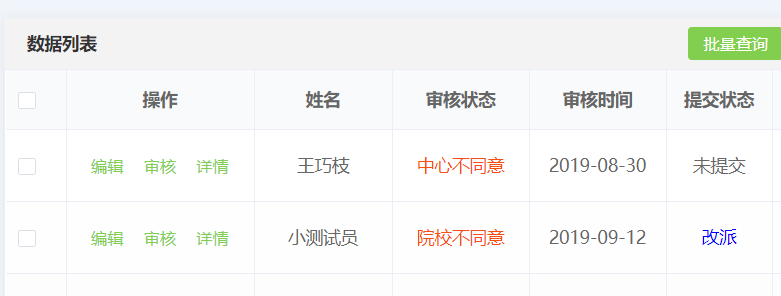 数据列表 批量查询
操作 姓名 审核状态 审核时间 提交状态
编辑 审核 详情 王巧枝 中心不同意 2019-08-30 未提交
编辑 审核 详情 小测试员 院校不同意 2019-09-12 改派